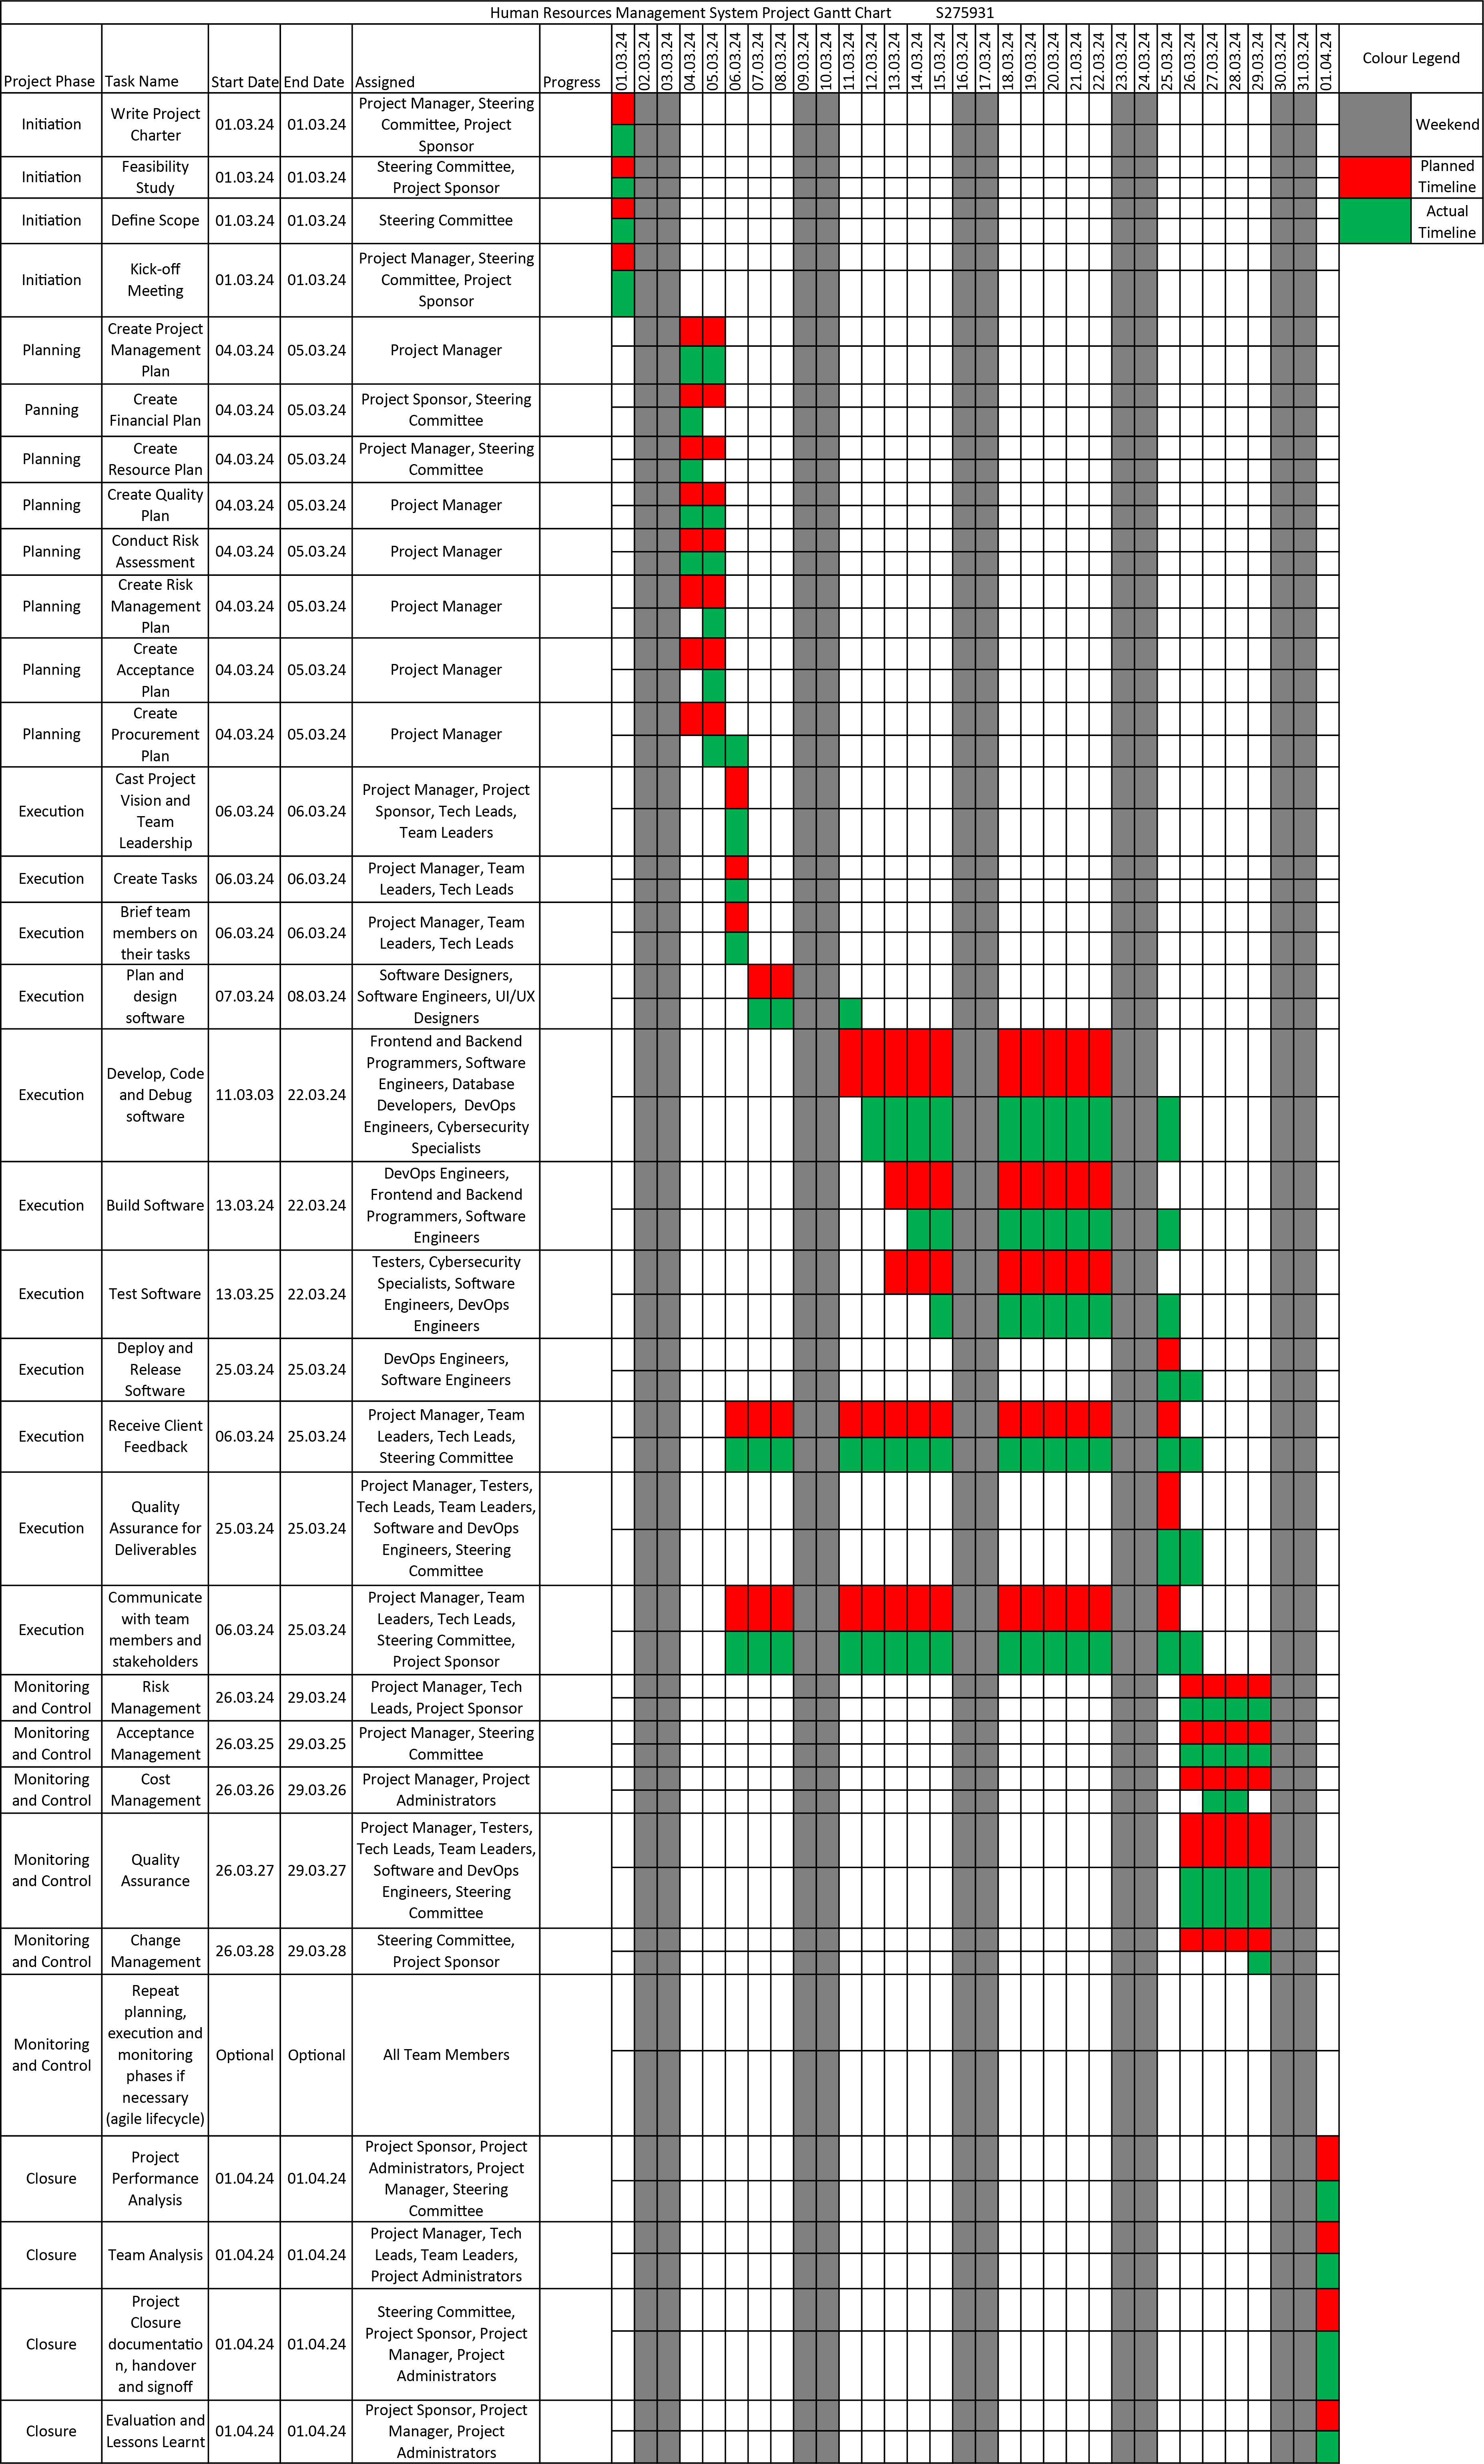 Human Resources Management System Project Gantt Chart S275931
Project Phase Task Name Start Date End Date Assigned Progress
01.03.24
02.03.24
03.03.24
04.03.24
05.03.24
06.03.24
07.03.24
08.03.24
09.03.24
10.03.24
11.03.24
12.03.24
13.03.24
14.03.24
15.03.24
16.03.24
17.03.24
18.03.24
19.03.24
20.03.24
21.03.24
22.03.24
23.03.24
24.03.24
25.03.24
26.03.24
27.03.24
28.03.24
29.03.24
30.03.24
31.03.24
01.04.24
Colour Legend
Weekend
Planned
Timeline
Actual
Timeline
Initiation
Write Project
Charter
01.03.24
01.03.24
Project Manager, Steering
Committee, Project
Sponsor
Initiation
Feasibility
Study
01.03.24
01.03.24
Steering Committee,
Project Sponsor
Initiation
Define Scope
01.03.24
01.03.24
Steering Committee
Initiation
Kick-off
Meeting
01.03.24
01.03.24
Project Manager, Steering
Committee, Project
Sponsor
Planning
Create Project
Management
Plan
04.03.24
05.03.24
Project Manager
Panning
Create
Financial Plan
04.03.24
05.03.24
Project Sponsor, Steering
Committee
Planning
Create
Resource Plan
04.03.24
05.03.24
Project Manager, Steering
Committee
Planning
Create Quality
Plan
04.03.24
05.03.24
Project Manager
Planning
Conduct Risk
Assessment
04.03.24
05.03.24
Project Manager
Planning
Create Risk
Management
Plan
04.03.24
05.03.24
Project Manager
Planning
Create
Acceptance
Plan
04.03.24
05.03.24
Project Manager
Planning
Create
Procurement
Plan
04.03.24
05.03.24
Project Manager
Execution
Cast Project
Vision and
Team
Leadership
06.03.24
06.03.24
Project Manager, Project
Sponsor, Tech Leads,
Team Leaders
Execution
Create Tasks
06.03.24
06.03.24
Project Manager, Team
Leaders, Tech Leads
Execution
Brief team
members on
their tasks
06.03.24
06.03.24
Project Manager, Team
Leaders, Tech Leads
Execution
Plan and
design
software
07.03.24
08.03.24
Software Designers,
Software Engineers, UI/UX
Designers
Execution
Develop, Code
and Debug
software
11.03.03
22.03.24
Frontend and Backend
Programmers, Software
Engineers, Database
Developers, DevOps
Engineers, Cybersecurity
Specialists
Execution
Build Software
13.03.24
22.03.24
DevOps Engineers,
Frontend and Backend
Programmers, Software
Engineers
Execution
Test Software
13.03.25
22.03.24
Testers, Cybersecurity
Specialists, Software
Engineers, DevOps
Engineers
Execution
Deploy and
Release
Software
25.03.24
25.03.24
DevOps Engineers,
Software Engineers
Execution
Receive Client
Feedback
06.03.24
25.03.24
Project Manager, Team
Leaders, Tech Leads,
Steering Committee
Execution
Quality
Assurance for
Deliverables
25.03.24
25.03.24
Project Manager, Testers,
Tech Leads, Team Leaders,
Software and DevOps
Engineers, Steering
Committee
Execution
Communicate
with team
members and
stakeholders
06.03.24
25.03.24
Project Manager, Team
Leaders, Tech Leads,
Steering Committee,
Project Sponsor
Monitoring
and Control
Risk
Management
26.03.24
29.03.24
Project Manager, Tech
Leads, Project Sponsor
Monitoring
and Control
Acceptance
Management
26.03.25
29.03.25
Project Manager, Steering
Committee
Monitoring
and Control
Cost
Management
26.03.26
29.03.26
Project Manager, Project
Administrators
Monitoring
and Control
Quality
Assurance
26.03.27
29.03.27
Project Manager, Testers,
Tech Leads, Team Leaders,
Software and DevOps
Engineers, Steering
Committee
Monitoring
and Control
Change
Management
26.03.28
29.03.28
Steering Committee,
Project Sponsor
Monitoring
and Control
Repeat
planning,
execution and
monitoring
phases if
necessary
(agile lifecycle)
Optional
Optional
All Team Members
Closure
Project
Performance
Analysis
01.04.24
01.04.24
Project Sponsor, Project
Administrators, Project
Manager, Steering
Committee
Closure
Team Analysis
01.04.24
01.04.24
Project Manager, Tech
Leads, Team Leaders,
Project Administrators
Closure
Project
Closure
documentatio
n, handover
and signoff
01.04.24
01.04.24
Steering Committee,
Project Sponsor, Project
Manager, Project
Administrators
Closure
Evaluation and
Lessons Learnt
01.04.24
01.04.24
Project Sponsor, Project
Manager, Project
Administrators